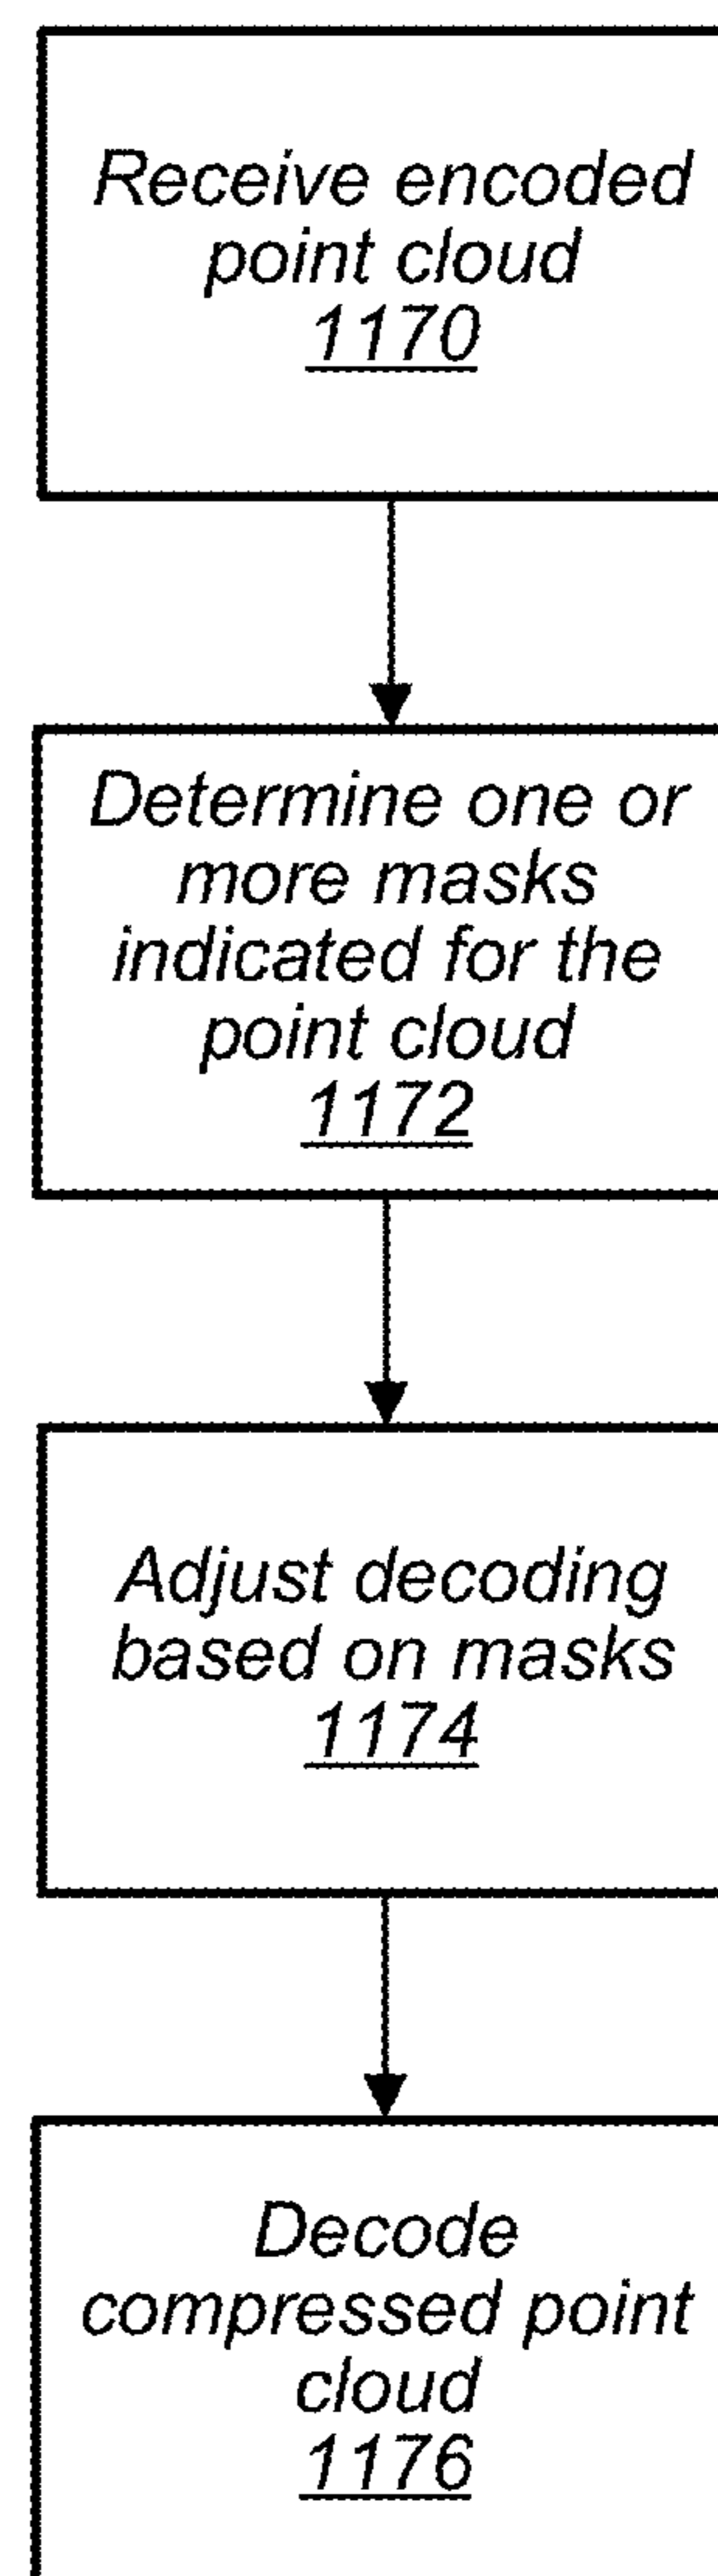 Receive encoded
point cloud
1170
Determine one or
more masks
indicated for the
point cloud
1172
Adjust decoding
based on masks
1174
Decode
compressed point
cloud
1176